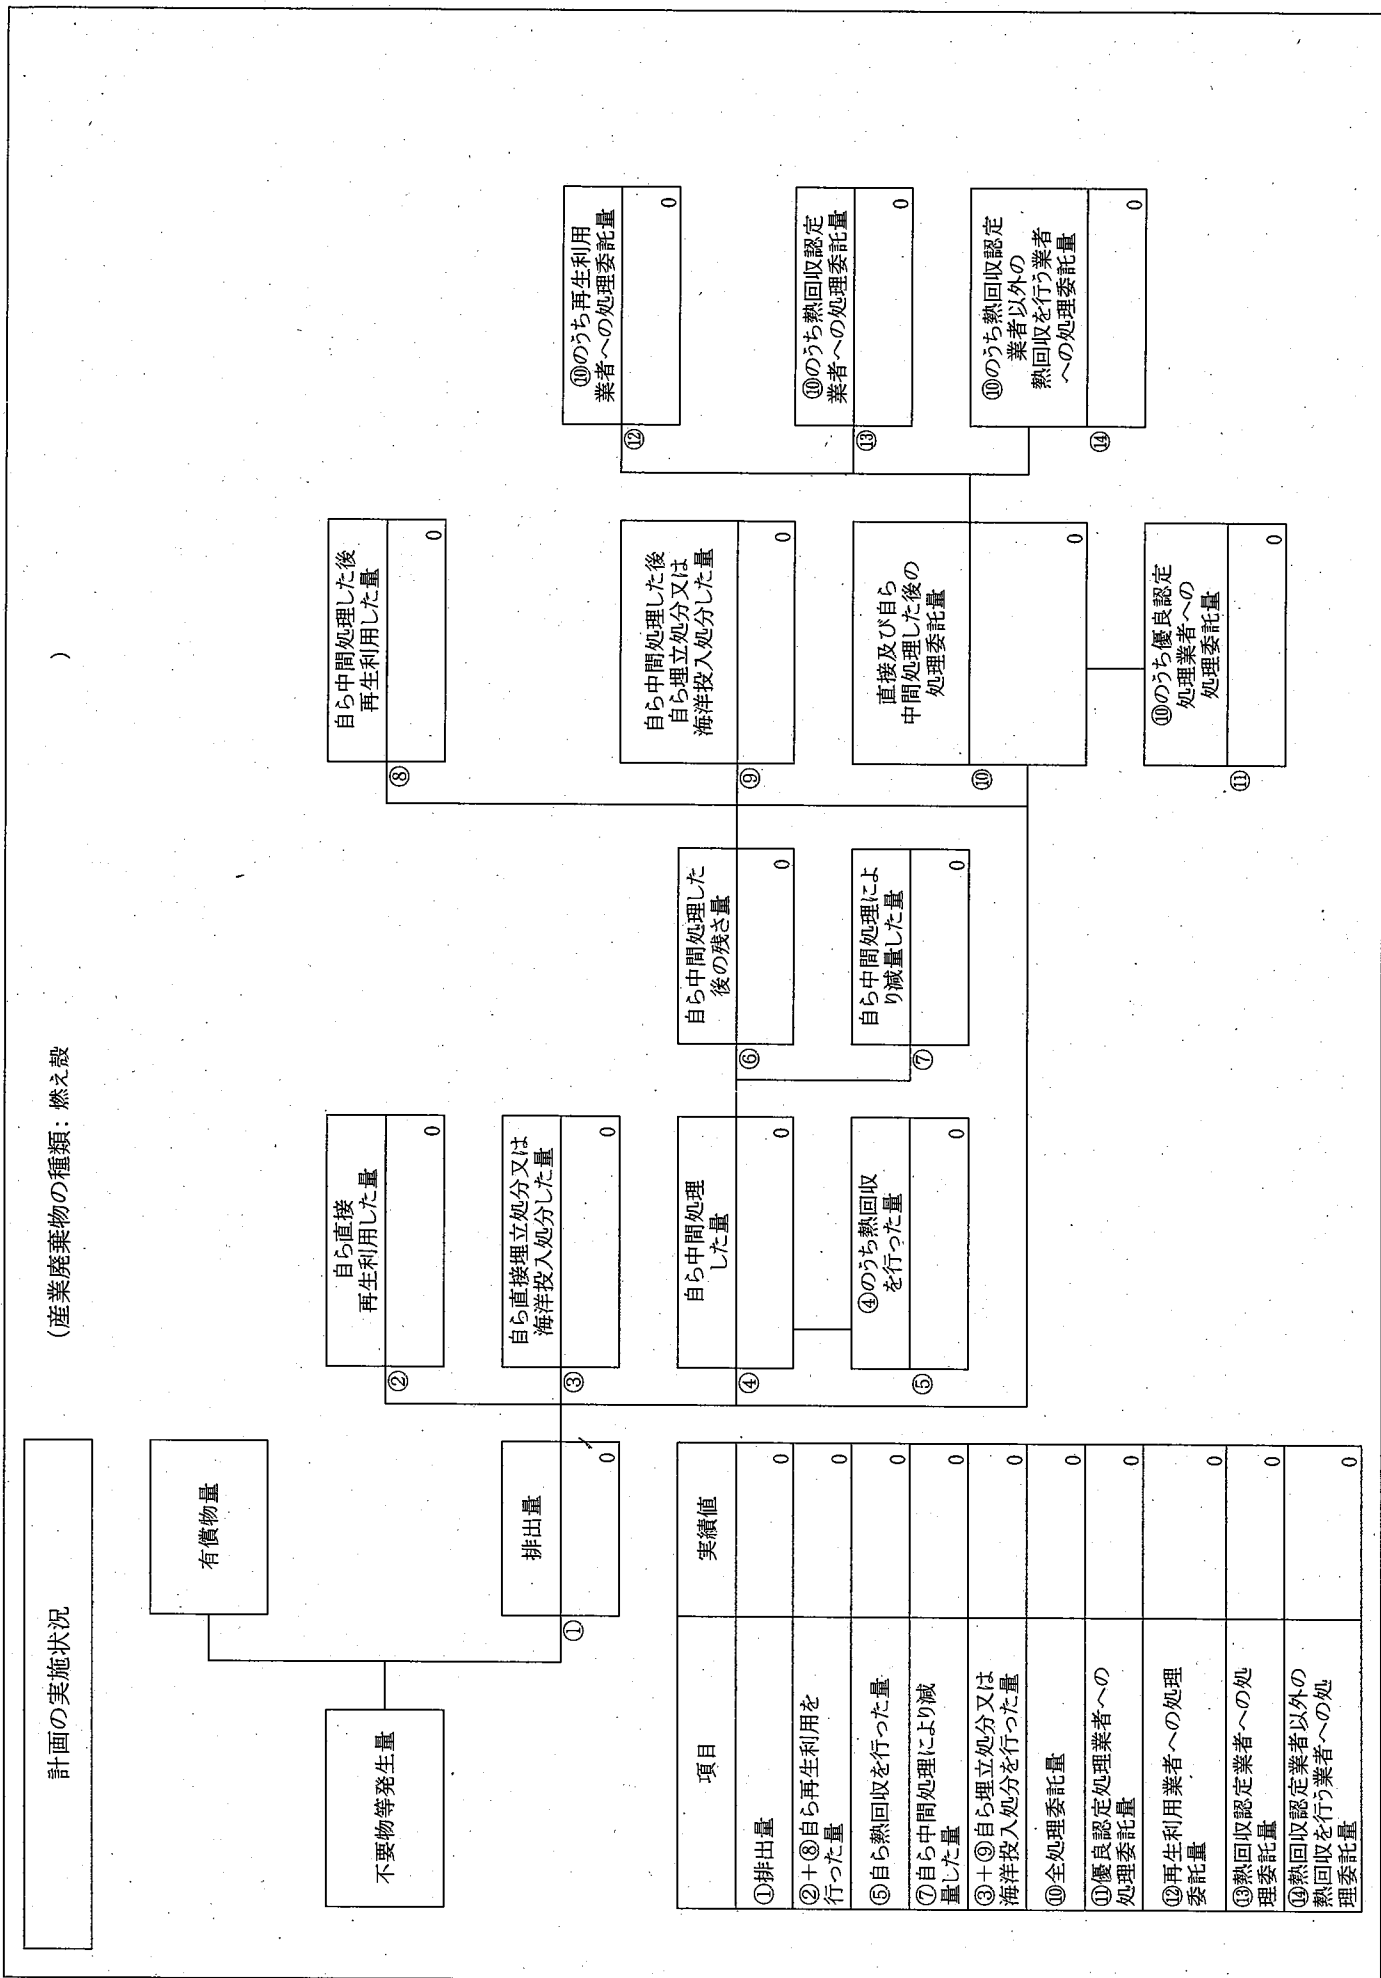 計画の実施状況
(産業廃棄物の種類: 燃え殻 )
不要物等発生量
有償物量
①
排出量
0
②
自ら直接
再生利用した量
0
③
自ら直接埋立処分又は
海洋投入処分した量
0
④
自ら中間処理
した量
0
⑤
④のうち熱回収
を行った量
0
⑥
自ら中間処理した
後の残さ量
0
⑦
自ら中間処理によ
り減量した量
0
⑧
自ら中間処理した後
再生利用した量
0
⑨
自ら中間処理した後
自ら埋立処分又は
海洋投入処分した量
0
⑩
直接及び自ら
中間処理した後の
処理委託量
0
⑪
⑩のうち優良認定
処理業者への
処理委託量
0
⑫
⑩のうち再生利用
業者への処理委託量
0
⑬
⑩のうち熱回収認定
業者への処理委託量
0
⑭
⑩のうち熱回収認定
業者以外の
熱回収を行う業者
への処理委託量
0
項目 実績値
①排出量 0
②+⑧自ら再生利用を
行った量 0
⑤自ら熱回収を行った量 0
⑦自ら中間処理により減
量した量 0
③+⑨自ら埋立処分又は
海洋投入処分を行った量 0
⑩全処理委託量 0
⑪優良認定処理業者への
処理委託量 0
⑫再生利用業者への処理
委託量 0
⑬熱回収認定業者への処
理委託量 0
⑭熱回収認定業者以外の
熱回収を行う業者への処
理委託量 0